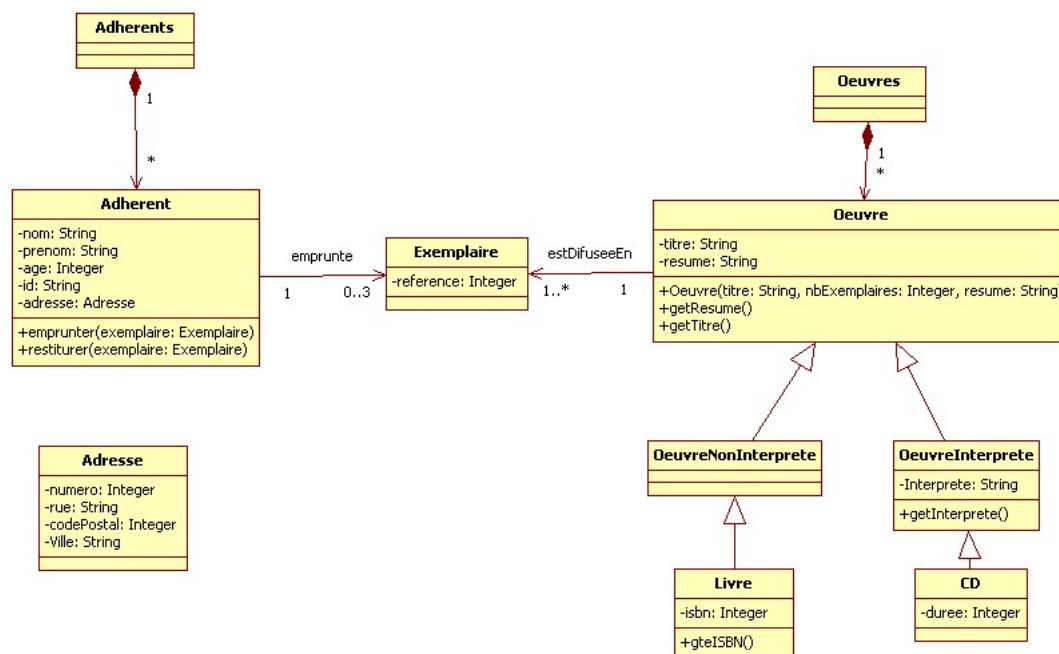 Adherents
1
*
Adherent
-nom: String
-prenom: String
-age: Integer
-id: String
-adresse: Adresse
+emprunter(exemplaire: Exemplaire)
+restiturer(exemplaire: Exemplaire)
emprunte
1
0..3
Exemplaire
-reference: Integer
estDifuseeEn
1..*
1
Oeuvres
1
*
Oeuvre
-titre: String
-resume: String
+Oeuvre(titre: String, nbExemplaires: Integer, resume: String)
+getResume()
+getTitre()
Adresse
-numero: Integer
-rue: String
-codePostal: Integer
-Ville: String
OeuvreNonInterprete
OeuvreInterprete
-Interprete: String
+getInterprete()
Livre
-isbn: Integer
+gteISBN()
CD
-duree: Integer